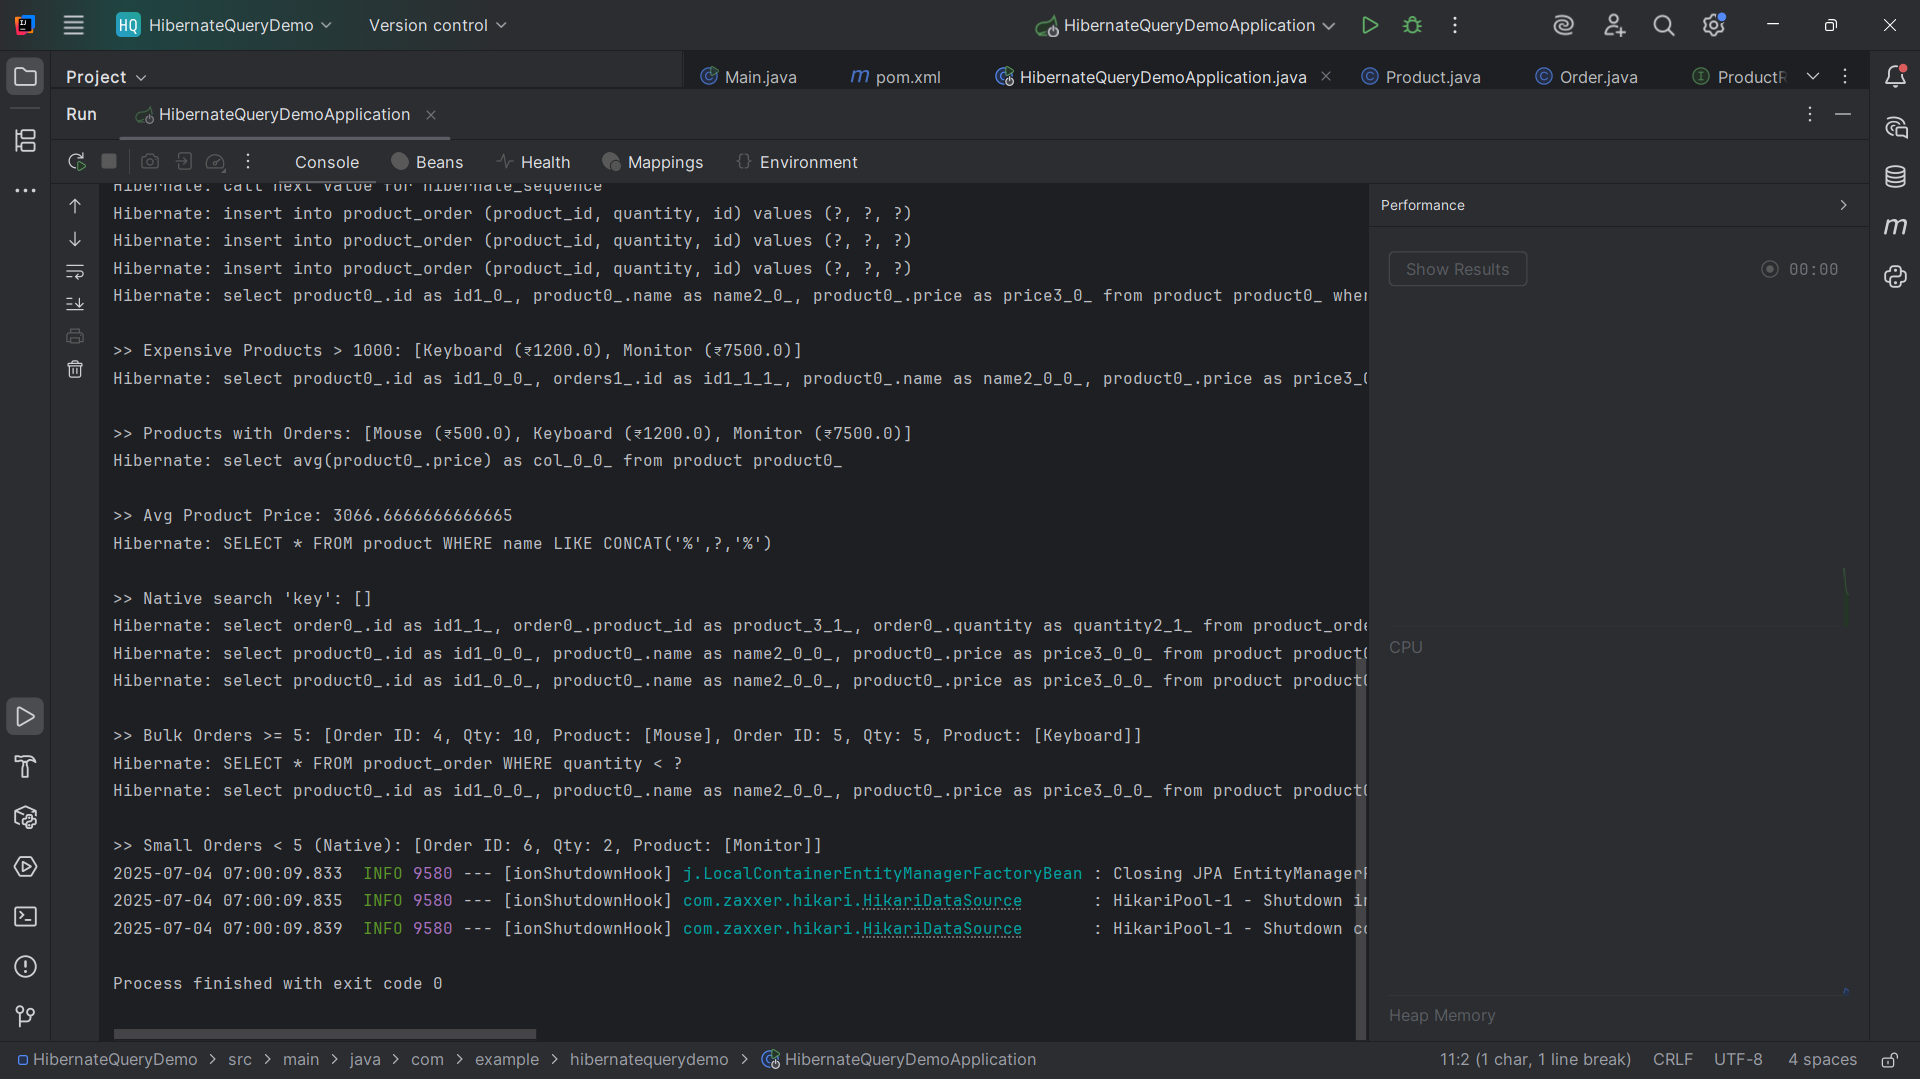 HQ HibernateQueryDemo Version control HibernateQueryDemoApplication
Project Main.java m pom.xml HibernateQueryDemoApplication.java Product.java Order.java
Run HibernateQueryDemoApplication
Console Beans Health Mappings Environment
Hibernate: call next value for hibernate_sequence
Hibernate: insert into product_order (product_id, quantity, id) values (?, ?, ?)
Hibernate: insert into product_order (product_id, quantity, id) values (?, ?, ?)
Hibernate: insert into product_order (product_id, quantity, id) values (?, ?, ?)
Hibernate: select product0_.id as id1_0_, product0_.name as name2_0_, product0_.price as price3_0_ from product product0_ wher
>> Expensive Products > 1000: [Keyboard (₹1200.0), Monitor (₹7500.0)]
Hibernate: select product0_.id as id1_0_0_, orders1_.id as id1_1_1_, product0_.name as name2_0_0_, product0_.price as price3_0
>> Products with Orders: [Mouse (₹500.0), Keyboard (₹1200.0), Monitor (₹7500.0)]
Hibernate: select avg(product0_.price) as col_0_0_ from product product0_
>> Avg Product Price: 3066.6666666666665
Hibernate: SELECT * FROM product WHERE name LIKE CONCAT('%',?,'%')
>> Native search 'key': []
Hibernate: select order0_.id as id1_1_, order0_.product_id as product_3_1_, order0_.quantity as quantity2_1_ from product_orde
Hibernate: select product0_.id as id1_0_0_, product0_.name as name2_0_0_, product0_.price as price3_0_0_ from product product0
Hibernate: select product0_.id as id1_0_0_, product0_.name as name2_0_0_, product0_.price as price3_0_0_ from product product0
>> Bulk Orders >= 5: [Order ID: 4, Qty: 10, Product: [Mouse], Order ID: 5, Qty: 5, Product: [Keyboard]]
Hibernate: SELECT * FROM product_order WHERE quantity < ?
Hibernate: select product0_.id as id1_0_0_, product0_.name as name2_0_0_, product0_.price as price3_0_0_ from product product0
>> Small Orders < 5 (Native): [Order ID: 6, Qty: 2, Product: [Monitor]]
2025-07-04 07:00:09.833 INFO 9580 --- [ionShutdownHook] j.LocalContainerEntityManagerFactoryBean : Closing JPA EntityManagerF
2025-07-04 07:00:09.835 INFO 9580 --- [ionShutdownHook] com.zaxxer.hikari.HikariDataSource : HikariPool-1 - Shutdown in
2025-07-04 07:00:09.839 INFO 9580 --- [ionShutdownHook] com.zaxxer.hikari.HikariDataSource : HikariPool-1 - Shutdown co
Process finished with exit code 0
Performance
Show Results 00:00
CPU
Heap Memory
HibernateQueryDemo > src > main > java > com > example > hibernatequerydemo > HibernateQueryDemoApplication
11:2 (1 char, 1 line break) CRLF UTF-8 4 spaces